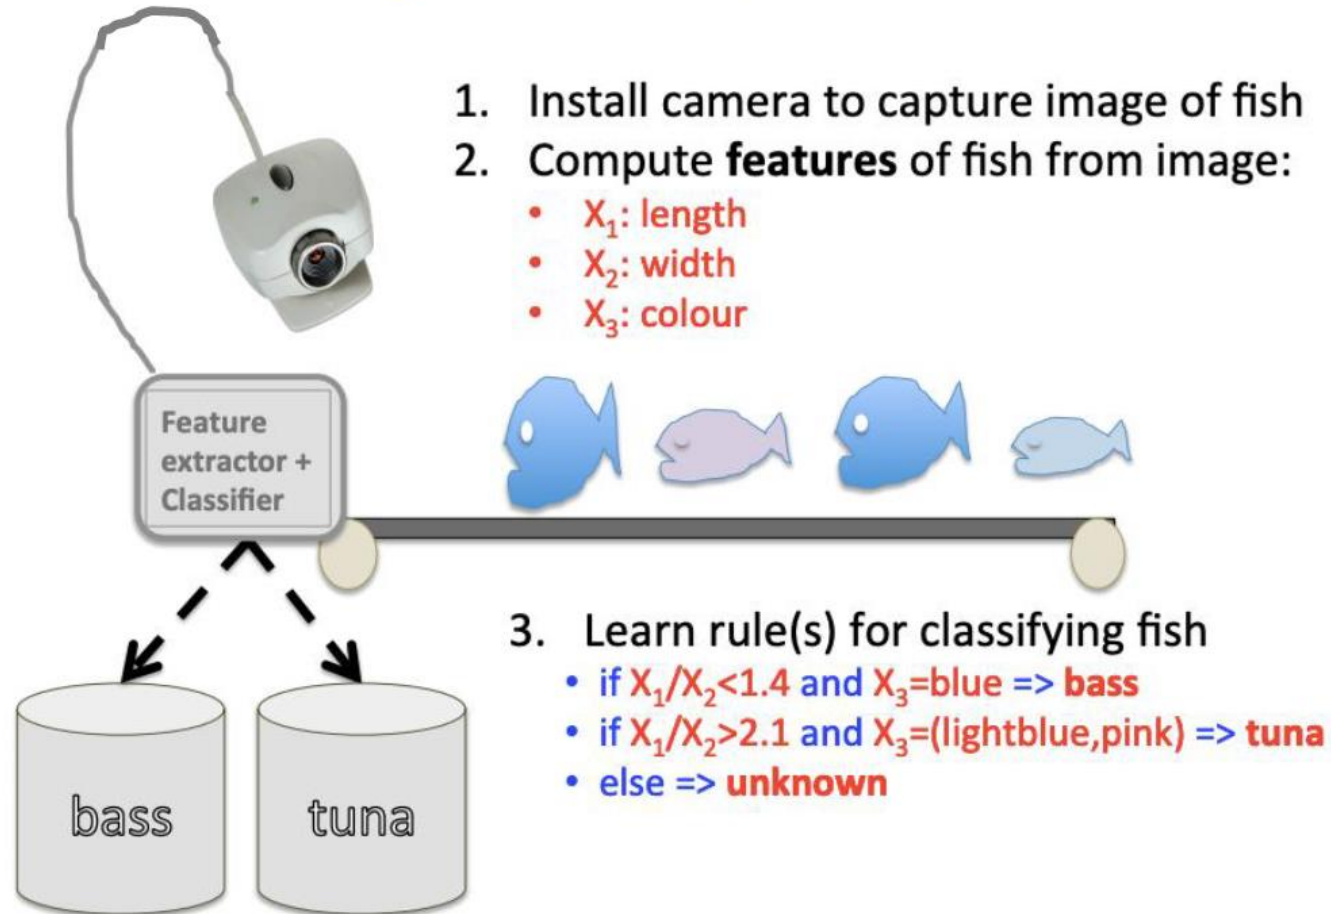 1. Install camera to capture image of fish
2. Compute features of fish from image:
• X₁: length
• X₂: width
• X₃: colour
Feature
extractor +
Classifier
3. Learn rule(s) for classifying fish
• if X₁/X₂<1.4 and X₃=blue => bass
• if X₁/X₂>2.1 and X₃=(lightblue,pink) => tuna
• else => unknown
bass
tuna